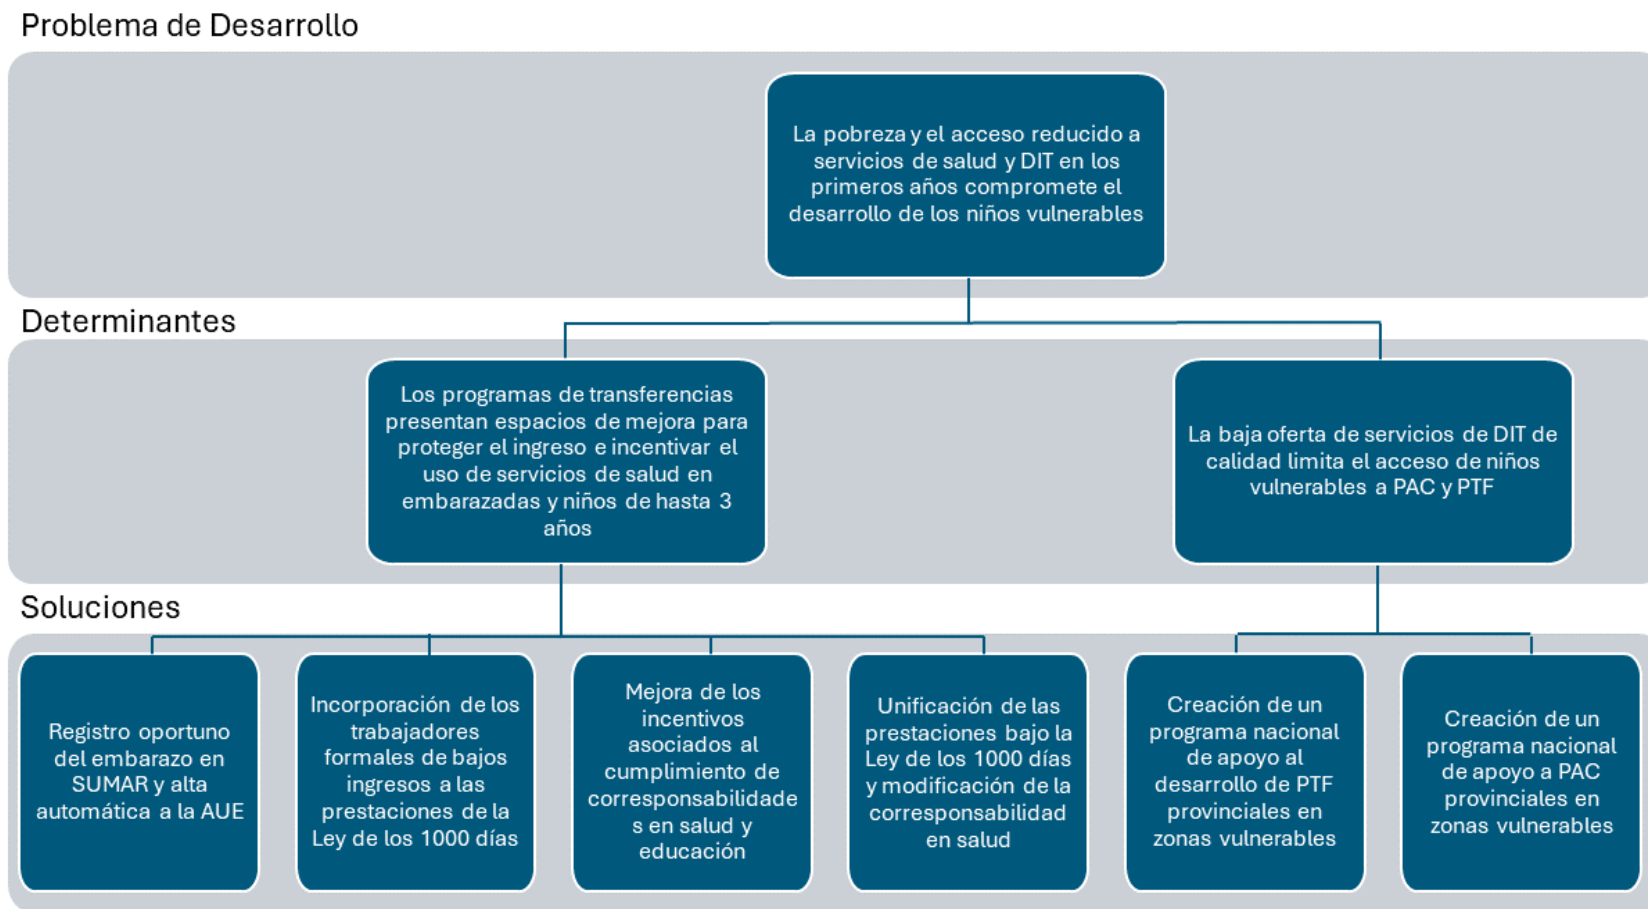 Problema de Desarrollo
La pobreza y el acceso reducido a
servicios de salud y DIT en los
primeros años compromete el
desarrollo de los niños vulnerables
Determinantes
Los programas de transferencias
presentan espacios de mejora para
proteger el ingreso e incentivar el
uso de servicios de salud en
embarazadas y niños de hasta 3
años
La baja oferta de servicios de DIT de
calidad limita el acceso de niños
vulnerables a PAC y PTF
Soluciones
Registro oportuno
del embarazo en
SUMAR y alta
automática a la AUE
Incorporación de los
trabajadores
formales de bajos
ingresos a las
prestaciones de la
Ley de los 1000 días
Mejora de los
incentivos
asociados al
cumplimiento de
corresponsabilidade
s en salud y
educación
Unificación de las
prestaciones bajo la
Ley de los 1000 días
y modificación de la
corresponsabilidad
en salud
Creación de un
programa nacional
de apoyo al
desarrollo de PTF
provinciales en
zonas vulnerables
Creación de un
programa nacional
de apoyo a PAC
provinciales en
zonas vulnerables